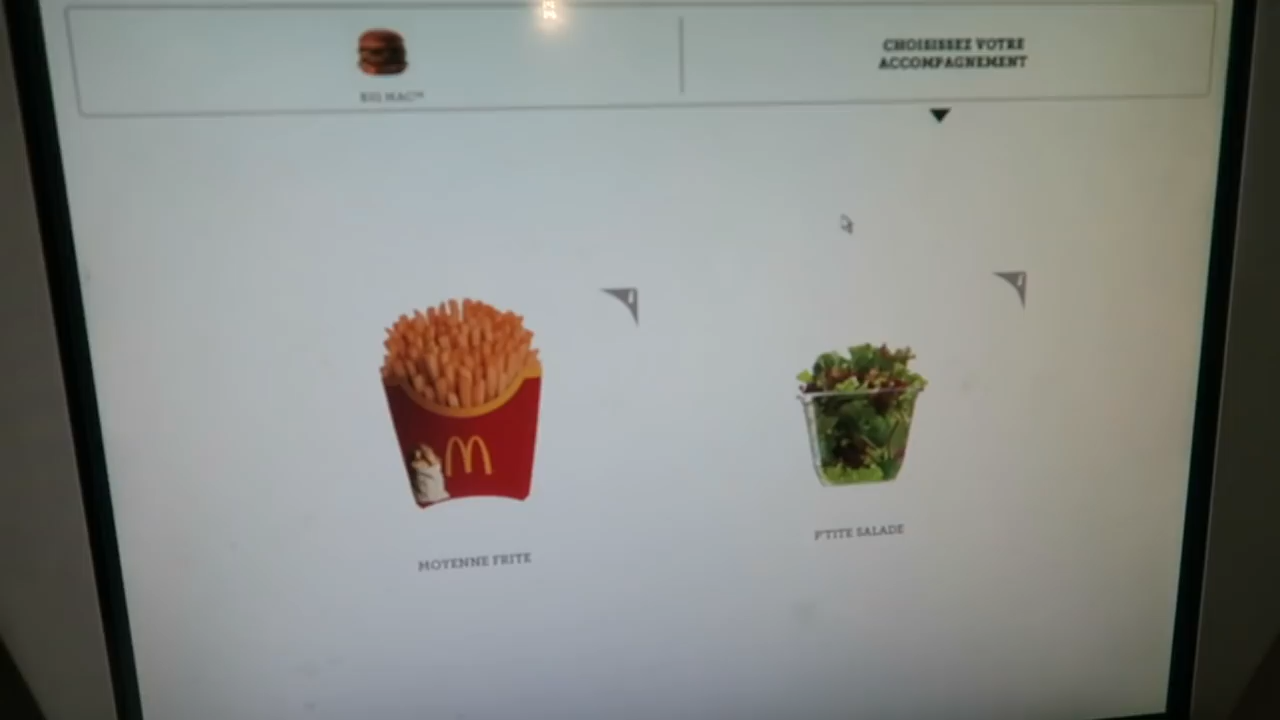 BIG MAC™
CHOISISSEZ VOTRE
ACCOMPAGNEMENT
MOYENNE FRITE
P'TITE SALADE